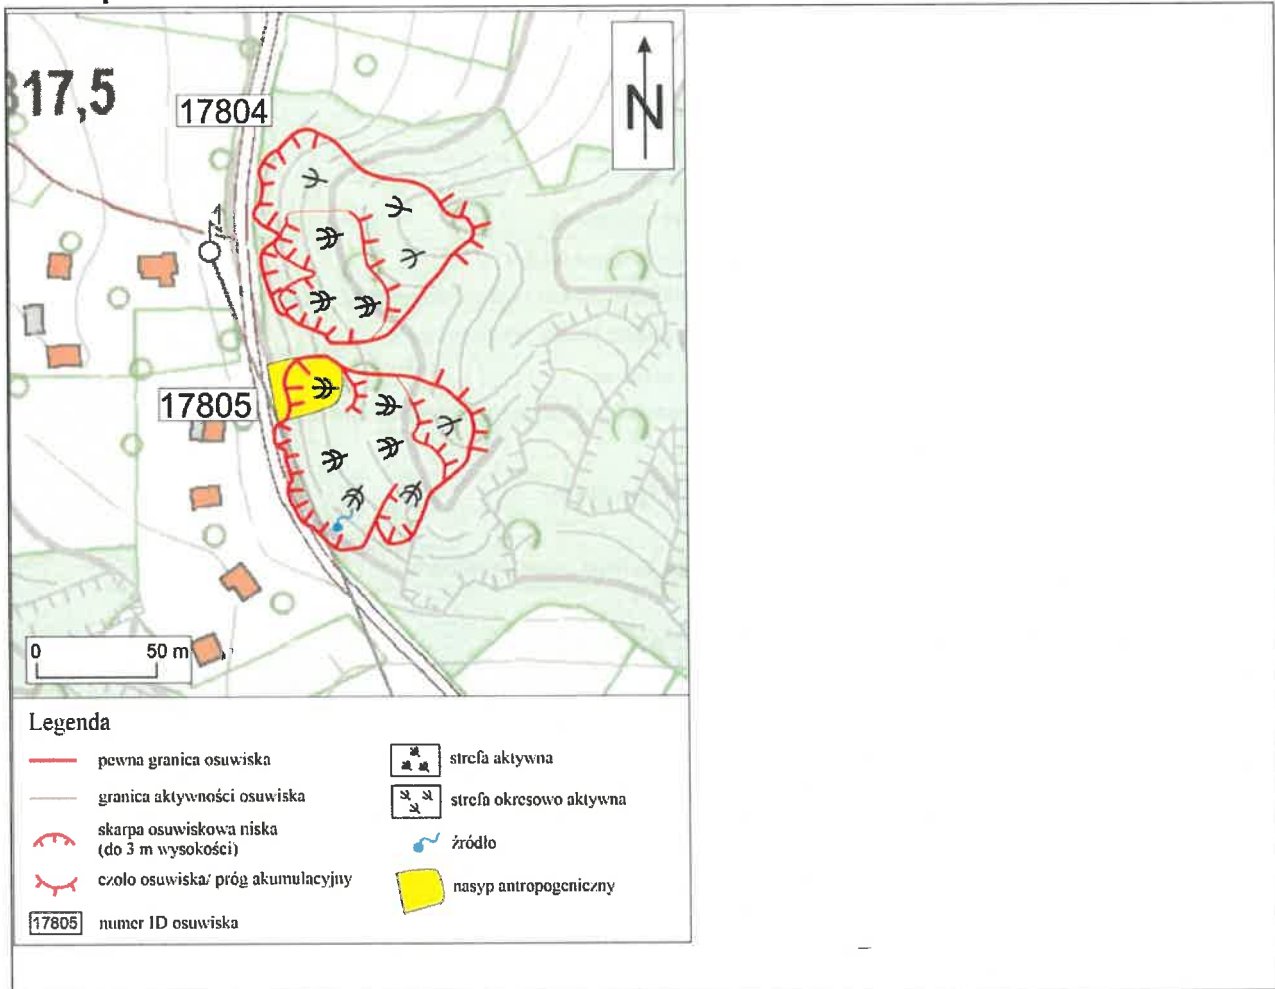 817,5
17804
N
17805
0 50 m
Legenda
pewna granica osuwiska
granica aktywności osuwiska
skarpa osuwiskowa niska
(do 3 m wysokości)
czoło osuwiska/ próg akumulacyjny
17805 numer ID osuwiska
strefa aktywna
strefa okresowo aktywna
źródło
nasyp antropogeniczny